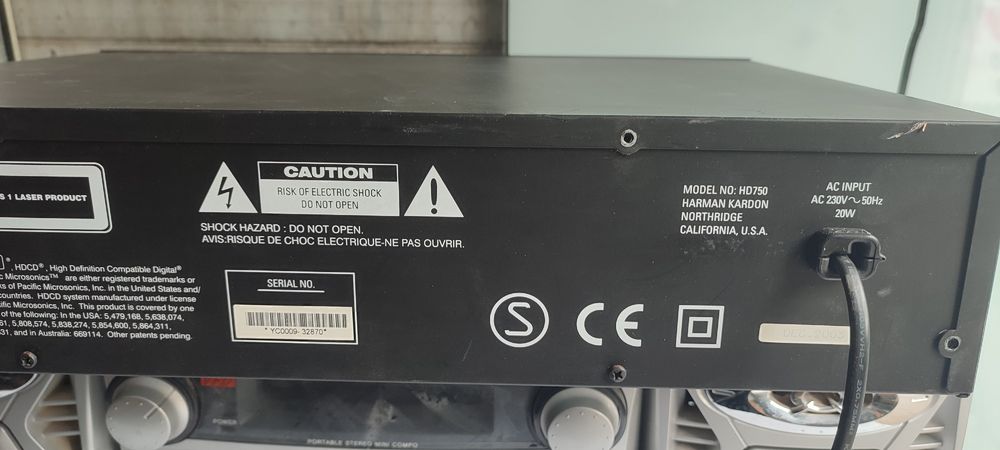 S 1 LASER PRODUCT
CAUTION
RISK OF ELECTRIC SHOCK
DO NOT OPEN
SHOCK HAZARD : DO NOT OPEN.
AVIS:RISQUE DE CHOC ELECTRIQUE-NE PAS OUVRIR.
MODEL NO: HD750
HARMAN KARDON
NORTHRIDGE
CALIFORNIA, U.S.A.
AC INPUT
AC 230V~50Hz
20W
, HDCD®, High Definition Compatible Digital®
c Microsonics™ are either registered trademarks or
ks of Pacific Microsonics, Inc. in the United States and/
countries. HDCD system manufactured under license
ific Microsonics, Inc. This product is covered by one
of the following: In the USA: 5,479,168, 5,638,074,
61, 5,808,574, 5,838,274, 5,854,600, 5,864,311,
31, and in Australia: 669114. Other patents pending.
SERIAL NO.
*YC0009-32870*
S
CE
POWER
PORTABLE STEREO MINI COMPO